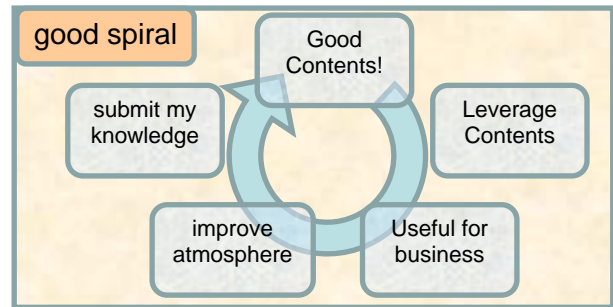 good spiral
Good
Contents!
Leverage
Contents
Useful for
business
improve
atmosphere
submit my
knowledge